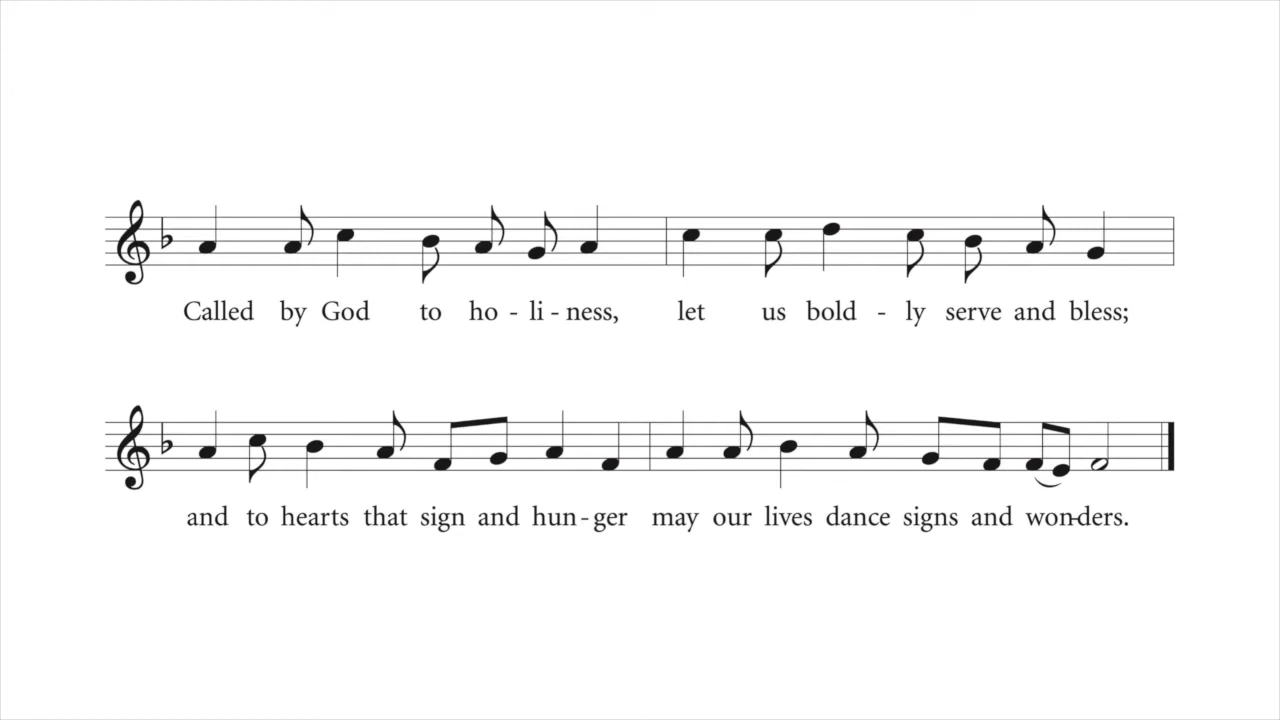 Called by God to ho - li - ness, let us bold - ly serve and bless;
and to hearts that sign and hun - ger may our lives dance signs and won - ders.